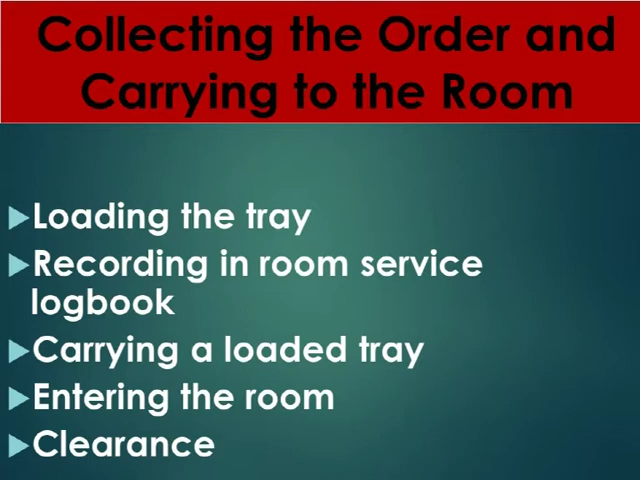 Collecting the Order and
Carrying to the Room
Loading the tray
Recording in room service
logbook
Carrying a loaded tray
Entering the room
Clearance